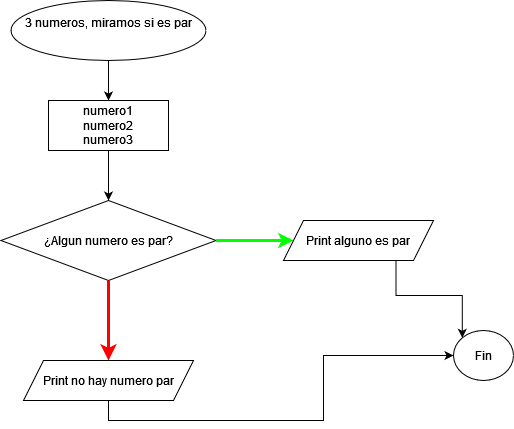 3 numeros, miramos si es par
numero1
numero2
numero3
¿Algun numero es par?
Print alguno es par
Fin
Print no hay numero par